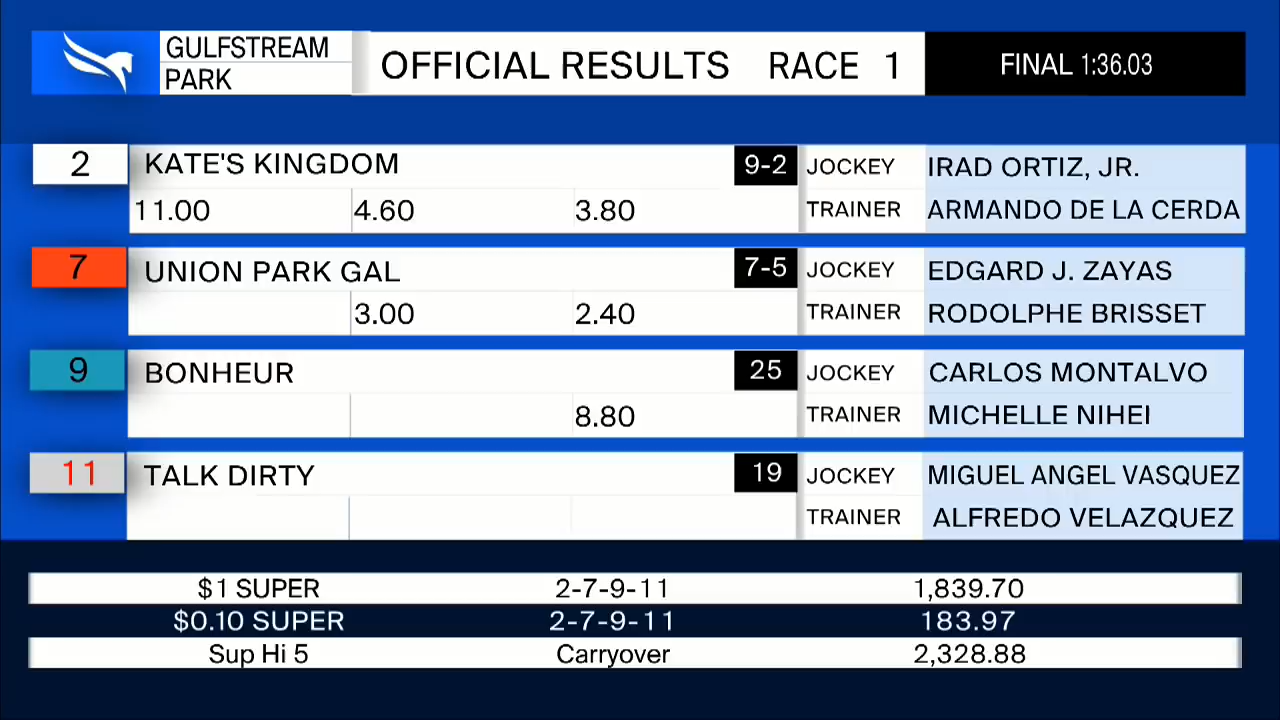 GULFSTREAM
PARK
OFFICIAL RESULTS RACE 1
FINAL 1:36.03
2 KATE'S KINGDOM 9-2 JOCKEY IRAD ORTIZ, JR.
11.00 4.60 3.80 TRAINER ARMANDO DE LA CERDA
7 UNION PARK GAL 7-5 JOCKEY EDGARD J. ZAYAS
3.00 2.40 TRAINER RODOLPHE BRISSET
9 BONHEUR 25 JOCKEY CARLOS MONTALVO
8.80 TRAINER MICHELLE NIHEI
11 TALK DIRTY 19 JOCKEY MIGUEL ANGEL VASQUEZ
TRAINER ALFREDO VELAZQUEZ
$1 SUPER 2-7-9-11 1,839.70
$0.10 SUPER 2-7-9-11 183.97
Sup Hi 5 Carryover 2,328.88